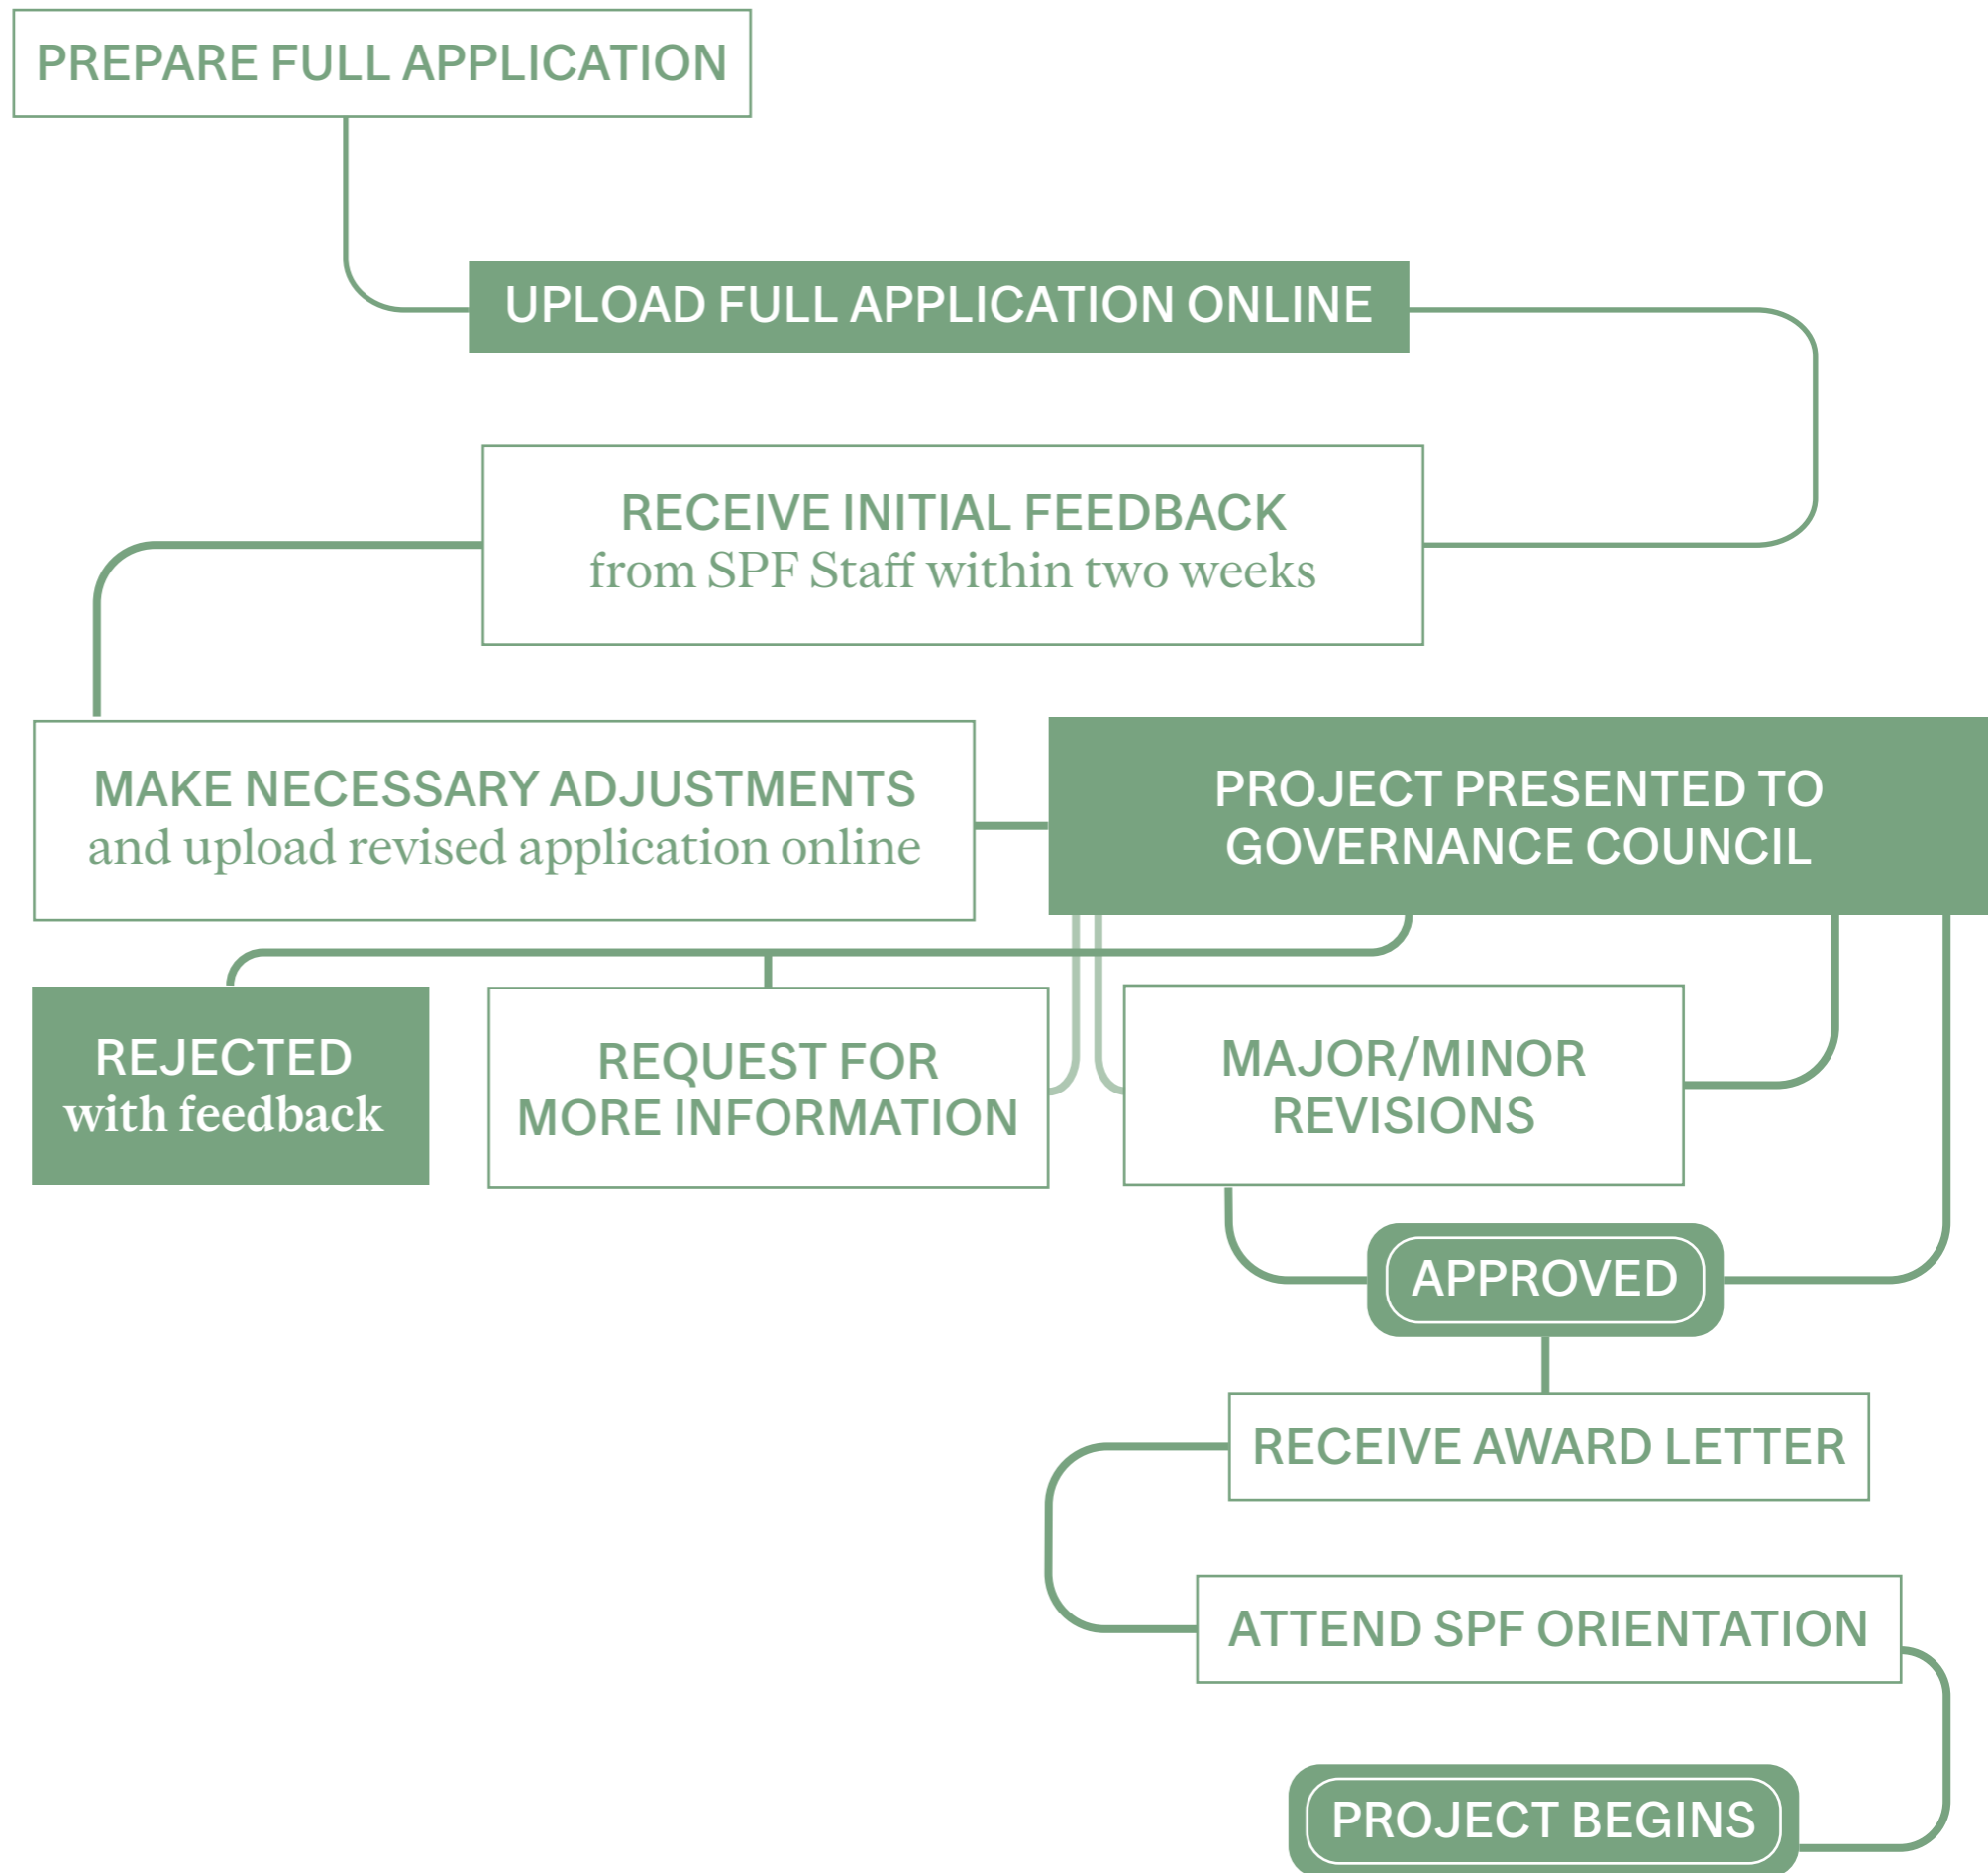 PREPARE FULL APPLICATION
UPLOAD FULL APPLICATION ONLINE
RECEIVE INITIAL FEEDBACK
from SPF Staff within two weeks
MAKE NECESSARY ADJUSTMENTS
and upload revised application online
PROJECT PRESENTED TO
GOVERNANCE COUNCIL
REJECTED
with feedback
REQUEST FOR
MORE INFORMATION
MAJOR/MINOR
REVISIONS
APPROVED
RECEIVE AWARD LETTER
ATTEND SPF ORIENTATION
PROJECT BEGINS